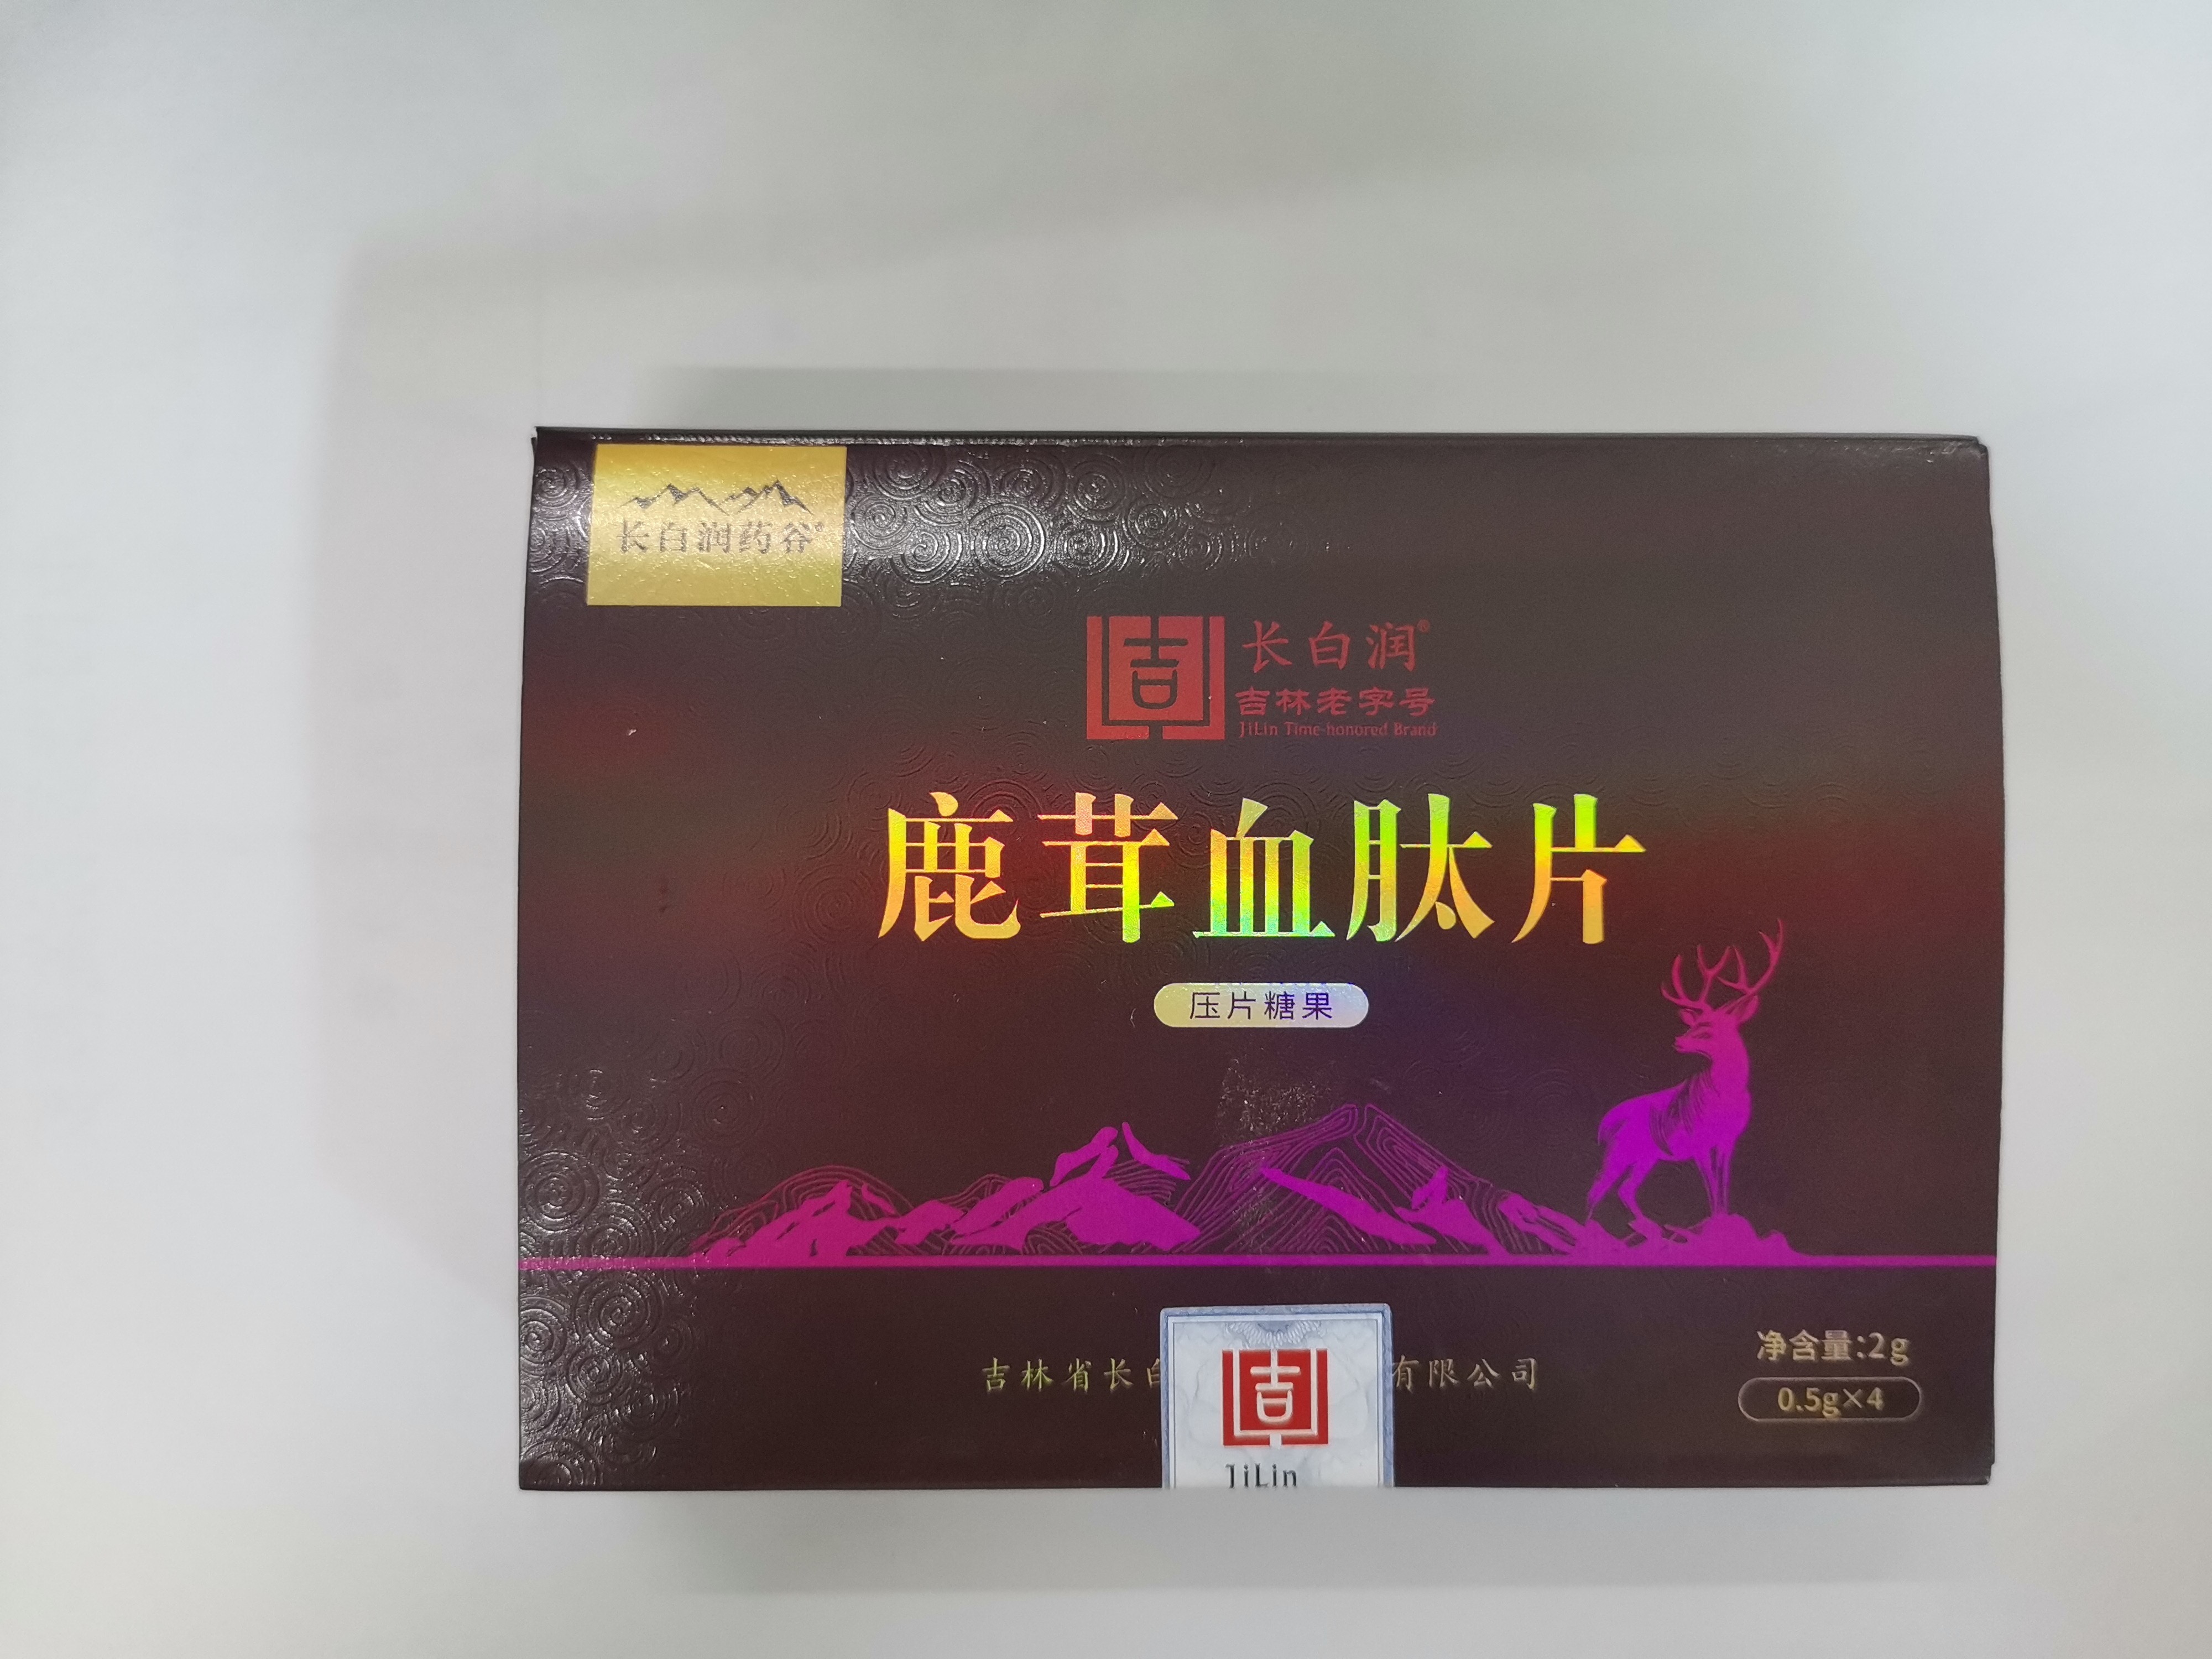 长白润药谷
吉
长白润®
吉林老字号
JiLin Time-honored Brand
鹿茸血肽片
压片糖果
吉林省长白 有限公司
吉
JiLin
净含量:2g
0.5g×4